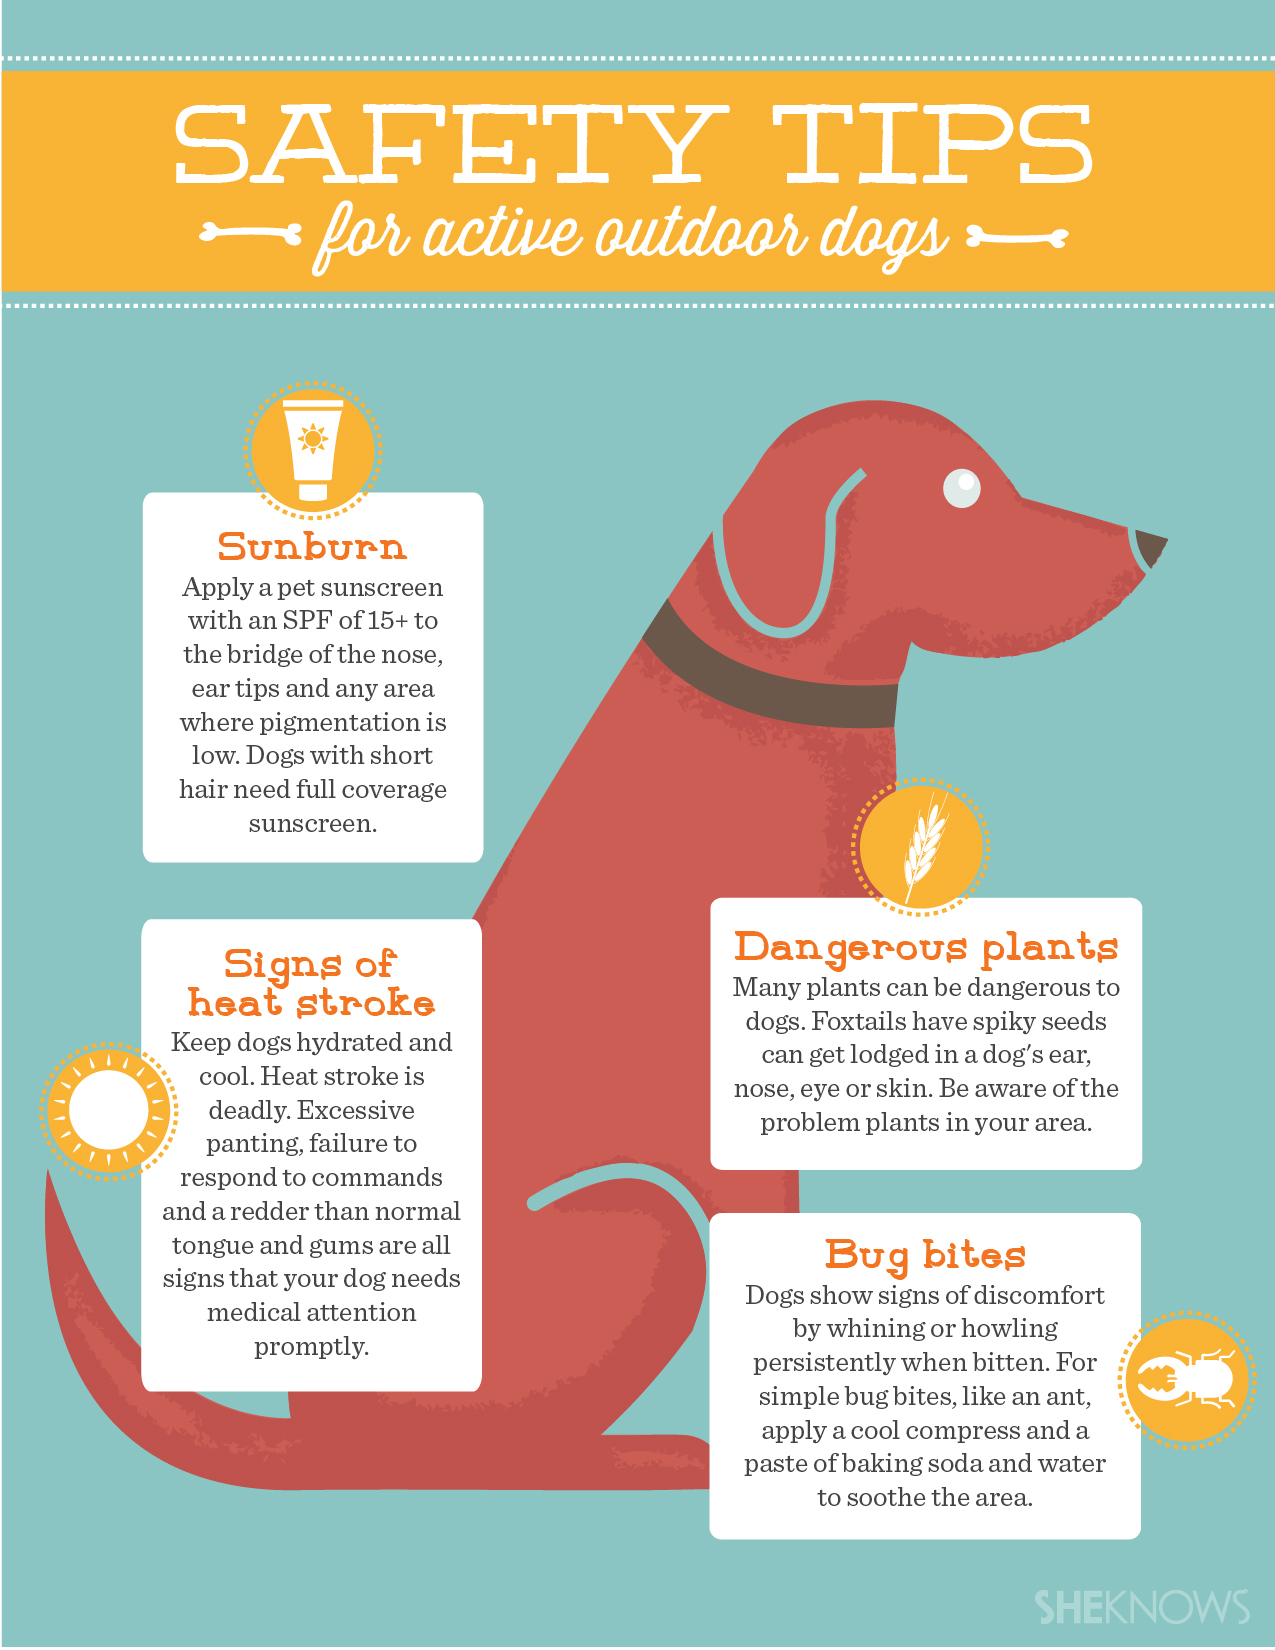 SAFETY TIPS
for active outdoor dogs
Sunburn
Apply a pet sunscreen
with an SPF of 15+ to
the bridge of the nose,
ear tips and any area
where pigmentation is
low. Dogs with short
hair need full coverage
sunscreen.
Signs of
heat stroke
Keep dogs hydrated and
cool. Heat stroke is
deadly. Excessive
panting, failure to
respond to commands
and a redder than normal
tongue and gums are all
signs that your dog needs
medical attention
promptly.
Dangerous plants
Many plants can be dangerous to
dogs. Foxtails have spiky seeds
can get lodged in a dog's ear,
nose, eye or skin. Be aware of the
problem plants in your area.
Bug bites
Dogs show signs of discomfort
by whining or howling
persistently when bitten. For
simple bug bites, like an ant,
apply a cool compress and a
paste of baking soda and water
to soothe the area.
SHEKNOWS